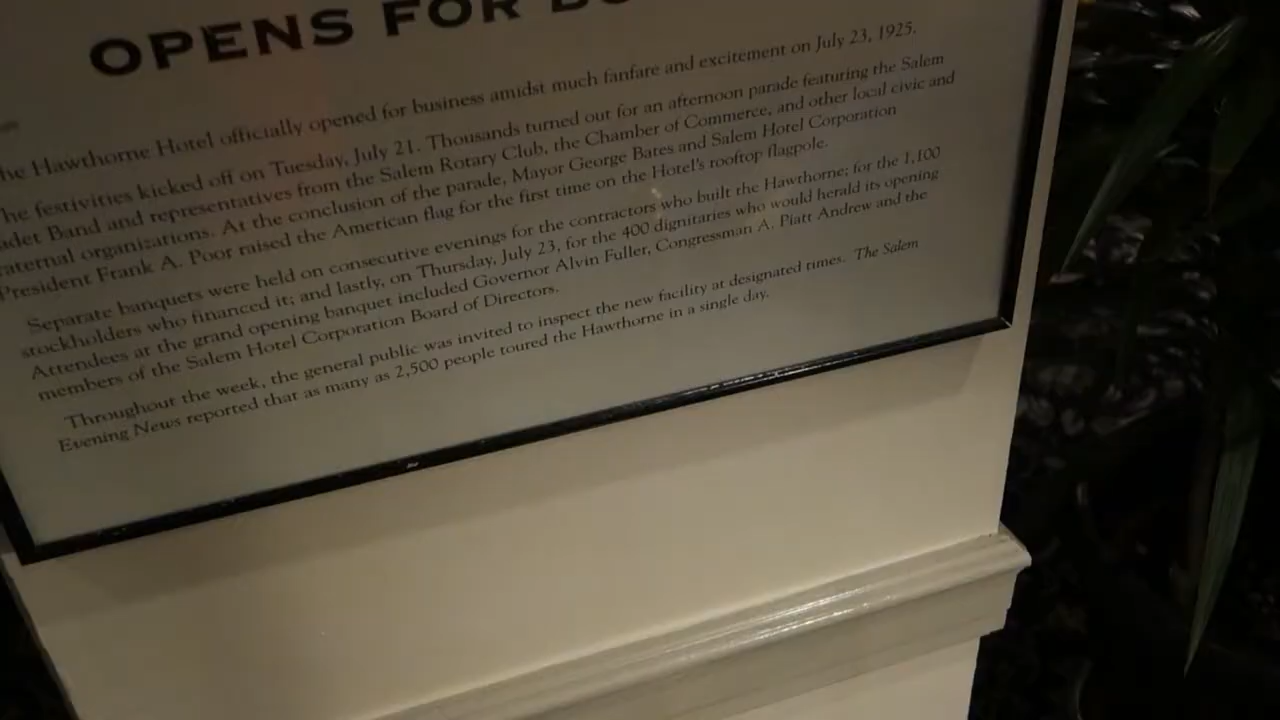 OPENS FOR
he Hawthorne Hotel officially opened for business amidst much fanfare and excitement on July 23, 1925.
he festivities kicked off on Tuesday, July 21. Thousands turned out for an afternoon parade featuring the Salem
adet Band and representatives from the Salem Rotary Club, the Chamber of Commerce, and other local civic and
raternal organizations. At the conclusion of the parade, Mayor George Bates and Salem Hotel Corporation
President Frank A. Poor raised the American flag for the first time on the Hotel's rooftop flagpole.
Separate banquets were held on consecutive evenings for the contractors who built the Hawthorne; for the 1,100
stockholders who financed it; and lastly, on Thursday, July 23, for the 400 dignitaries who would herald its opening
Attendees at the grand opening banquet included Governor Alvin Fuller, Congressman A. Piatt Andrew and the
members of the Salem Hotel Corporation Board of Directors.
Throughout the week, the general public was invited to inspect the new facility at designated times. The Salem
Evening News reported that as many as 2,500 people toured the Hawthorne in a single day.